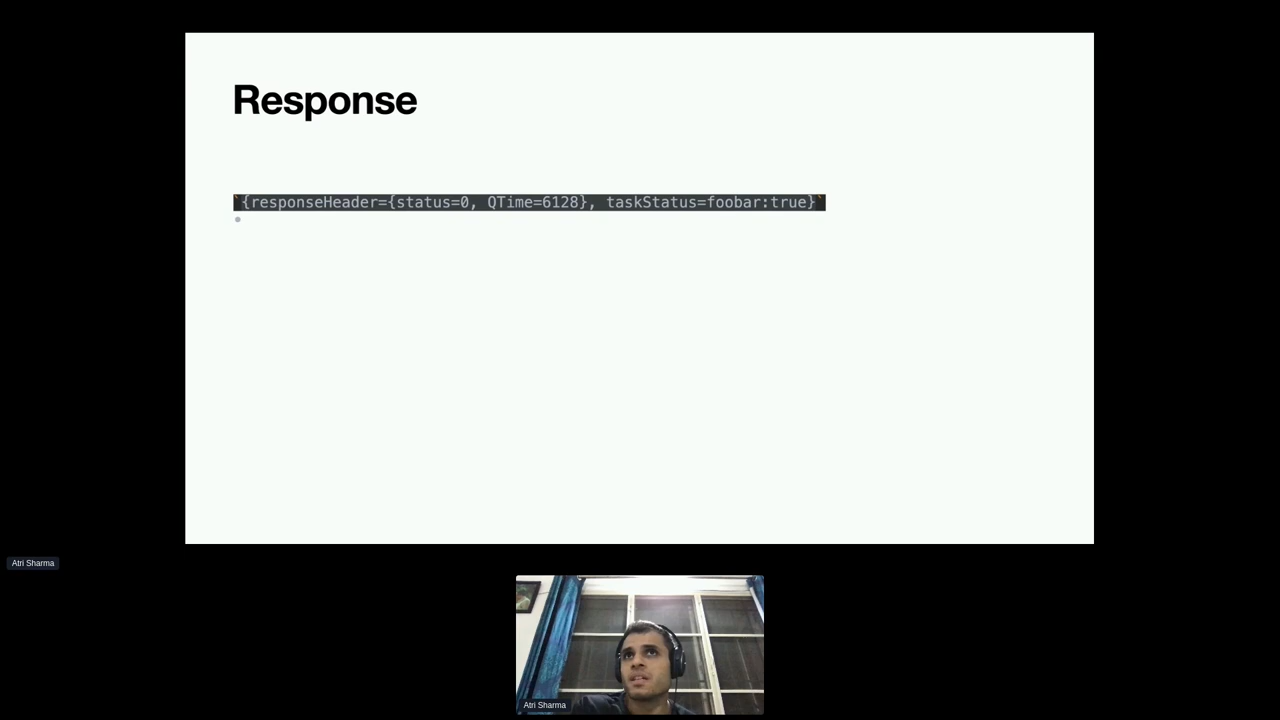 Response
`{responseHeader={status=0, QTime=6128}, taskStatus=foobar:true}`
Atri Sharma
Atri Sharma